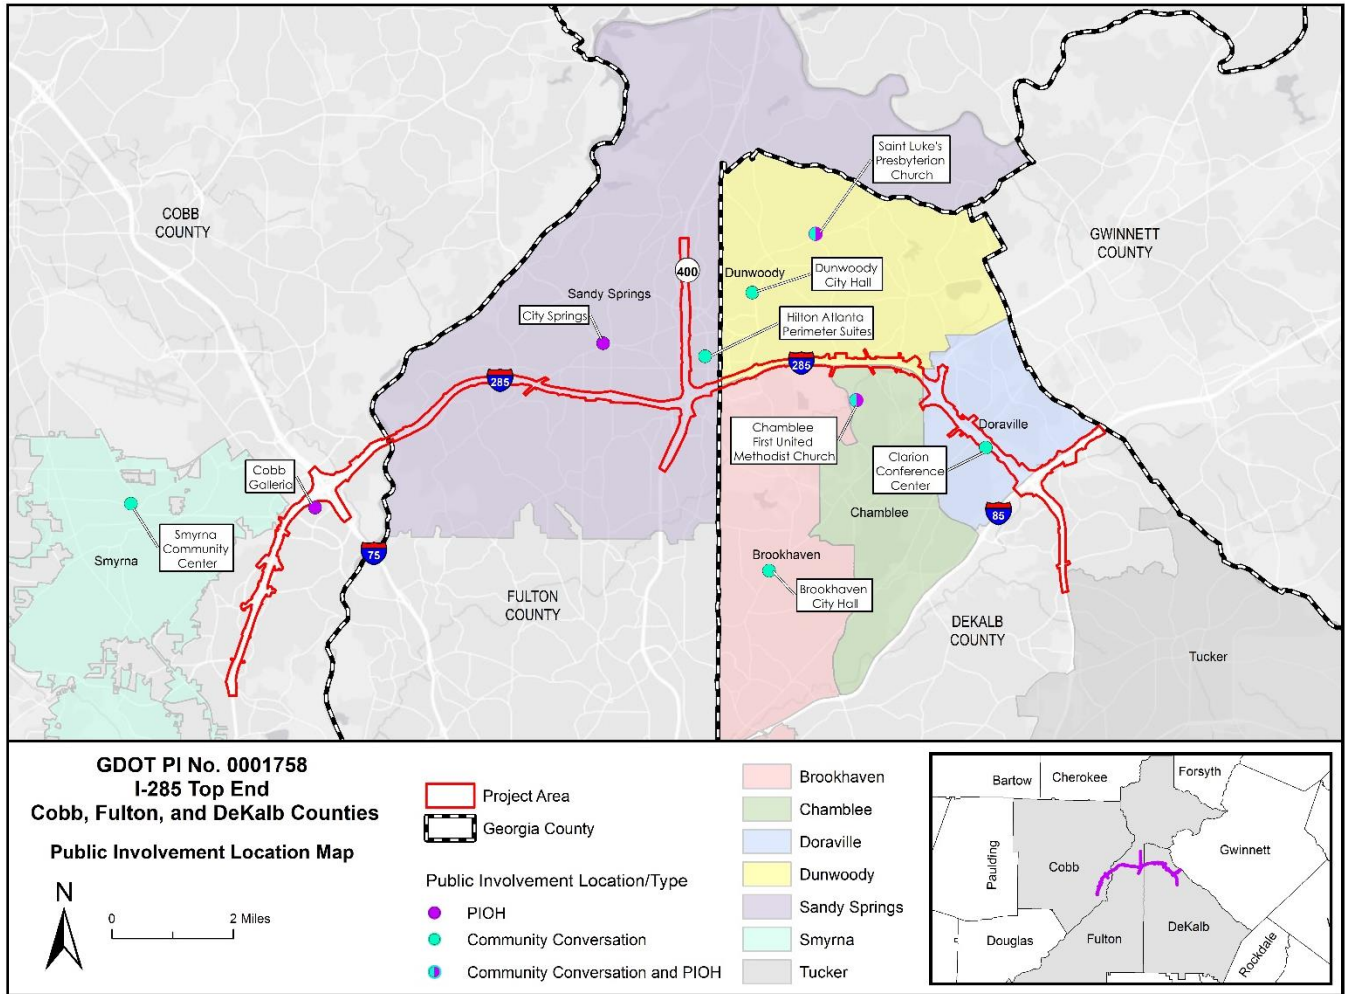 COBB
COUNTY
GWINNETT
COUNTY
Saint Luke's
Presbyterian
Church
400
Dunwoody
Dunwoody
City Hall
Sandy Springs
City Springs
Hilton Atlanta
Perimeter Suites
285
285
Chamblee
First United
Methodist Church
Doraville
Clarion
Conference
Center
Cobb
Galleria
Smyrna
Community
Center
Smyrna
75
85
Chamblee
Brookhaven
Brookhaven
City Hall
FULTON
COUNTY
DEKALB
COUNTY
Tucker
GDOT PI No. 0001758
I-285 Top End
Cobb, Fulton, and DeKalb Counties
Public Involvement Location Map
N
0 2 Miles
Project Area
Georgia County
Public Involvement Location/Type
PIOH
Community Conversation
Community Conversation and PIOH
Brookhaven
Chamblee
Doraville
Dunwoody
Sandy Springs
Smyrna
Tucker
Bartow
Cherokee
Forsyth
Paulding
Cobb
Gwinnett
Douglas
Fulton
DeKalb
Rockdale